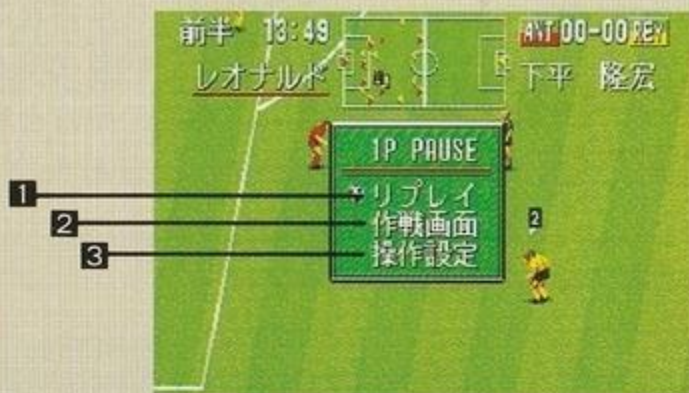 前半 13:49
ANT 00-00 REY
レオナルド
下平 隆宏
1P PAUSE
1 リプレイ
2 作戦画面
3 操作設定
2